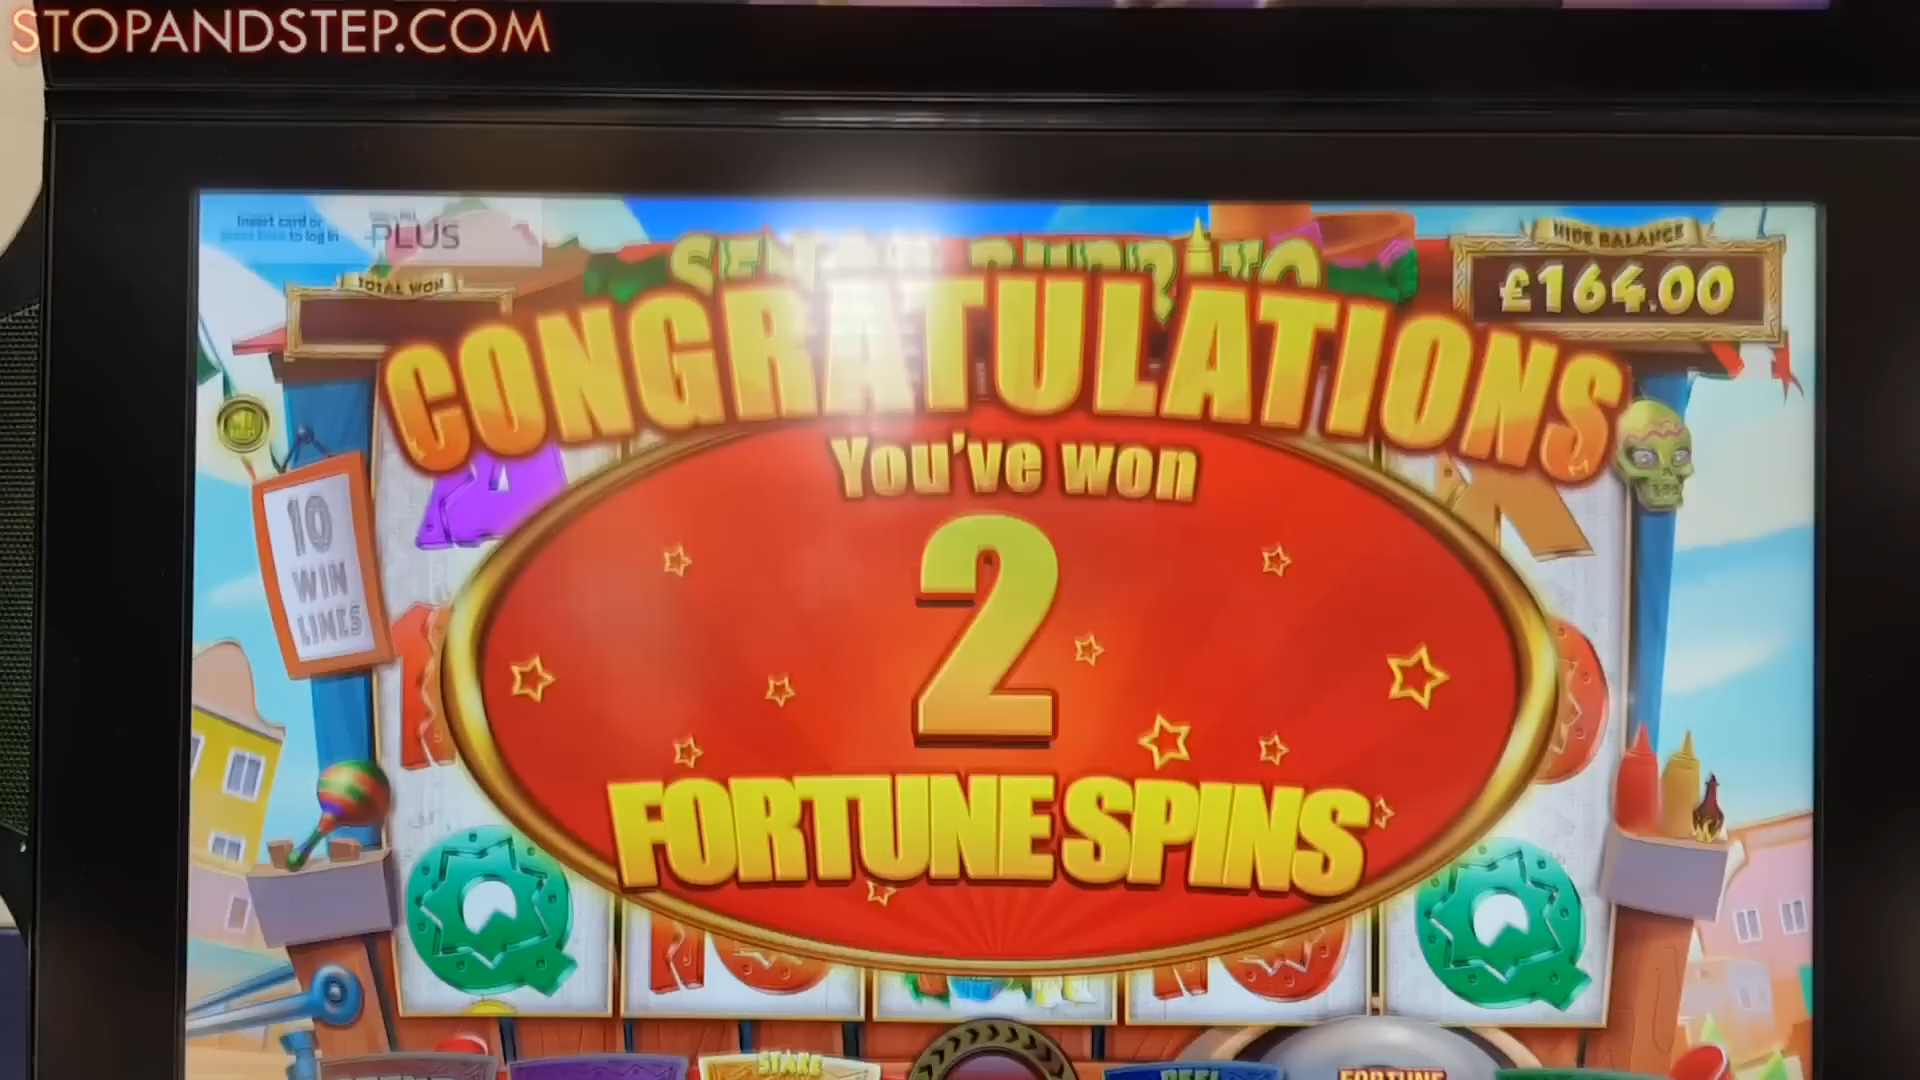 STOPANDSTEP.COM
Insert card or
press here to log in
PLUS
TOTAL WON
HIDE BALANCE
£164.00
CONGRATULATIONS
You've won
2
FORTUNE SPINS
10
WIN
LINES
A
K
Q
Q
STAKE
REEL
FORTUNE